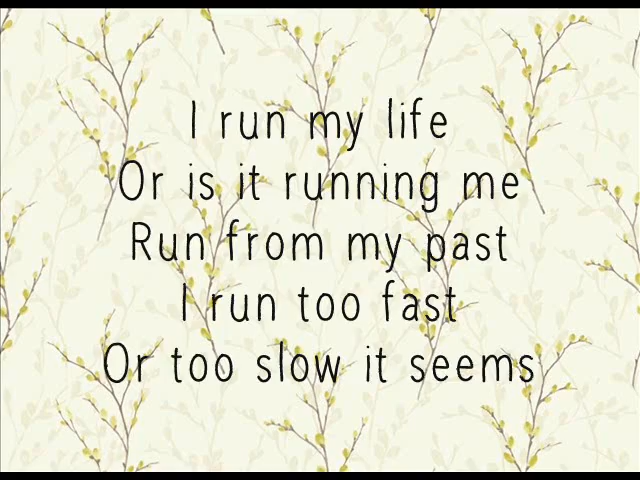 I run my life
Or is it running me
Run from my past
I run too fast
Or too slow it seems